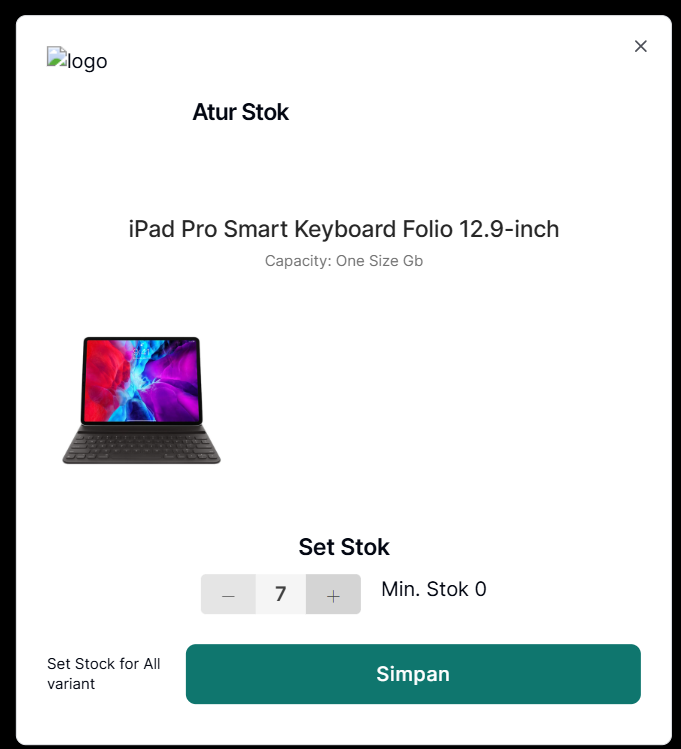 logo
Atur Stok
iPad Pro Smart Keyboard Folio 12.9-inch
Capacity: One Size Gb
Set Stok
− 7 + Min. Stok 0
Set Stock for All
variant
Simpan